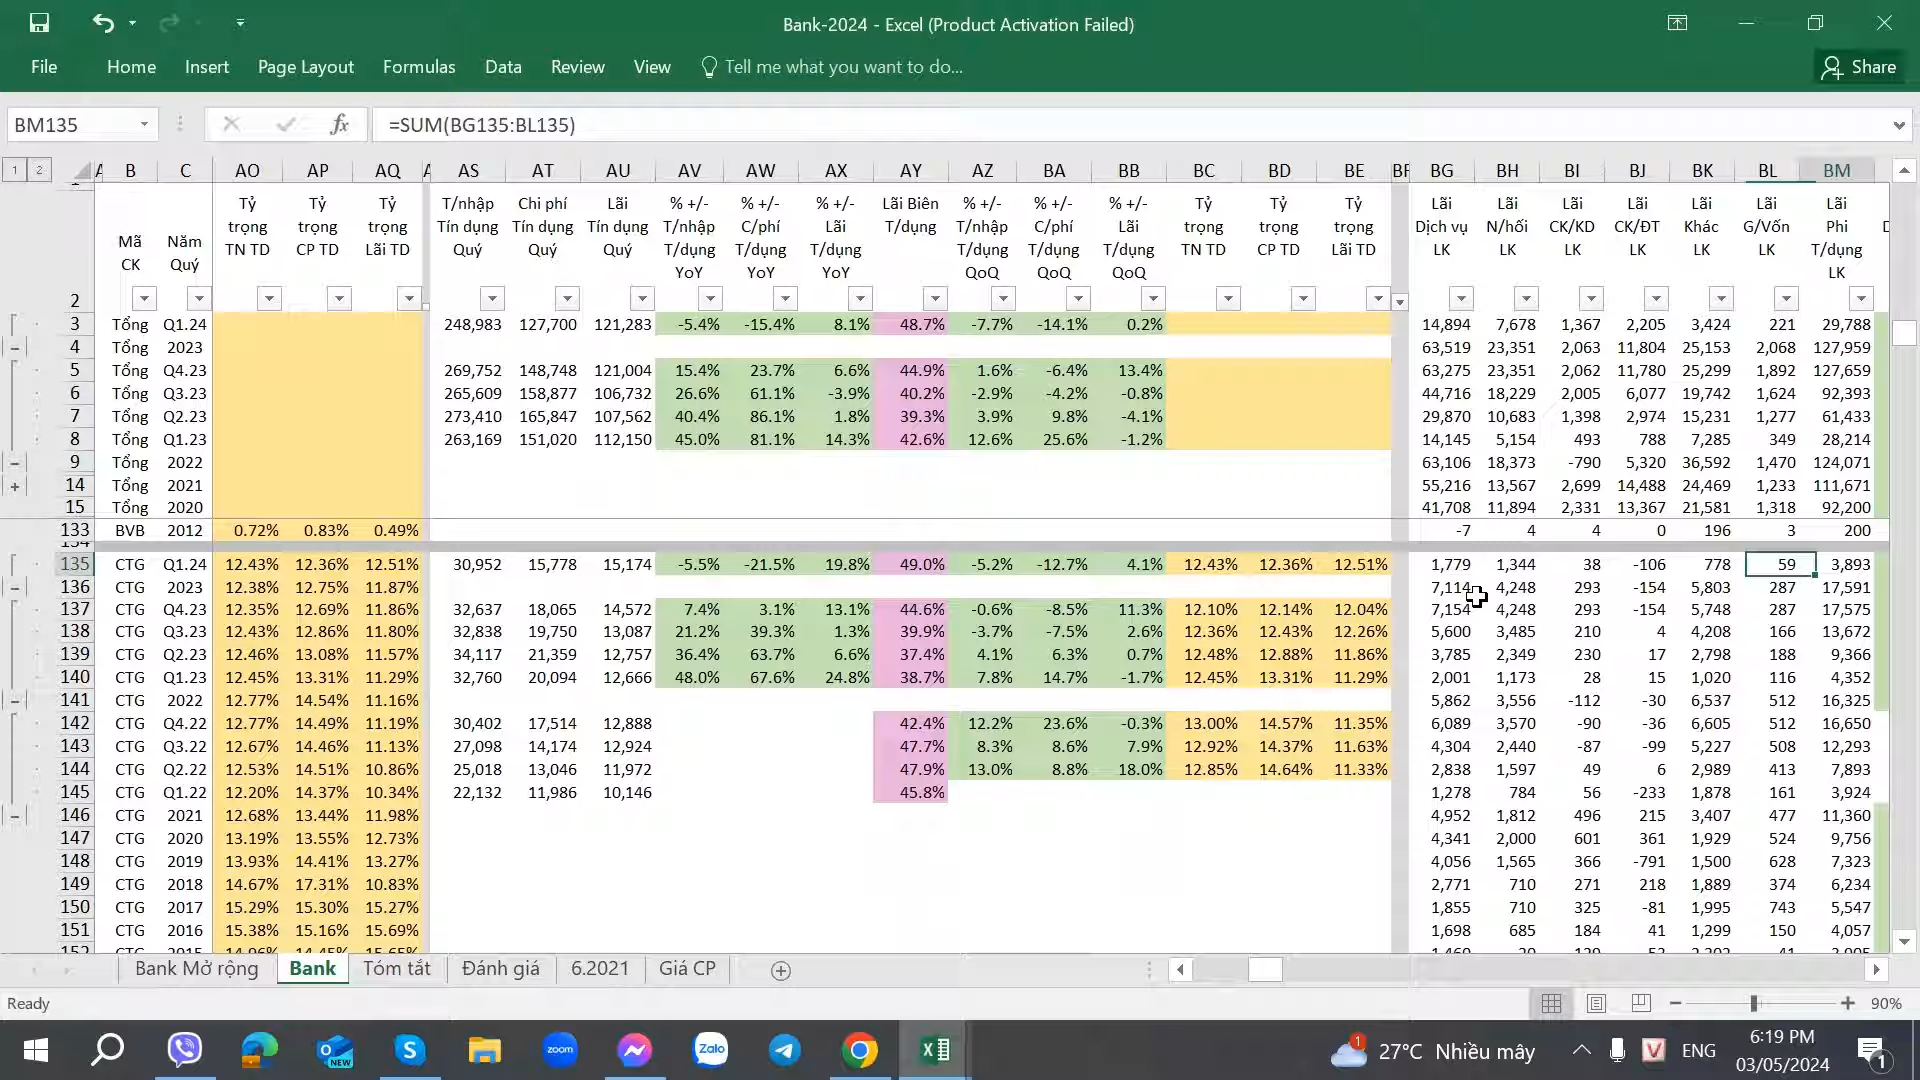 Bank-2024 - Excel (Product Activation Failed)
File Home Insert Page Layout Formulas Data Review View Tell me what you want to do... Share
BM135 fx =SUM(BG135:BL135)
1 2 A B C AO AP AQ A AS AT AU AV AW AX AY AZ BA BB BC BD BE BF BG BH BI BJ BK BL BM
Tỷ Tỷ Tỷ T/nhập Chi phí Lãi % +/- % +/- % +/- Lãi Biên % +/- % +/- % +/- Tỷ Tỷ Tỷ Lãi Lãi Lãi Lãi Lãi Lãi Lãi
trọng trọng trọng Tín dụng Tín dụng Tín dụng T/nhập C/phí Lãi T/dụng T/nhập C/phí Lãi trọng trọng trọng Dịch vụ N/hối CK/KD CK/ĐT Khác G/Vốn Phi
Mã Năm TN TD CP TD Lãi TD Quý Quý Quý T/dụng T/dụng T/dụng T/dụng T/dụng T/dụng TN TD CP TD Lãi TD LK LK LK LK LK LK T/dụng
CK Quý YoY YoY YoY QoQ QoQ QoQ LK
2
3 Tổng Q1.24 248,983 127,700 121,283 -5.4% -15.4% 8.1% 48.7% -7.7% -14.1% 0.2% 14,894 7,678 1,367 2,205 3,424 221 29,788
4 Tổng 2023 63,519 23,351 2,063 11,804 25,153 2,068 127,959
5 Tổng Q4.23 269,752 148,748 121,004 15.4% 23.7% 6.6% 44.9% 1.6% -6.4% 13.4% 63,275 23,351 2,062 11,780 25,299 1,892 127,659
6 Tổng Q3.23 265,609 158,877 106,732 26.6% 61.1% -3.9% 40.2% -2.9% -4.2% -0.8% 44,716 18,229 2,005 6,077 19,742 1,624 92,393
7 Tổng Q2.23 273,410 165,847 107,562 40.4% 86.1% 1.8% 39.3% 3.9% 9.8% -4.1% 29,870 10,683 1,398 2,974 15,231 1,277 61,433
8 Tổng Q1.23 263,169 151,020 112,150 45.0% 81.1% 14.3% 42.6% 12.6% 25.6% -1.2% 14,145 5,154 493 788 7,285 349 28,214
9 Tổng 2022 63,106 18,373 -790 5,320 36,592 1,470 124,071
14 Tổng 2021 55,216 13,567 2,699 14,488 24,469 1,233 111,671
15 Tổng 2020 41,708 11,894 2,331 13,367 21,581 1,318 92,200
133 BVB 2012 0.72% 0.83% 0.49% -7 4 4 0 196 3 200
135 CTG Q1.24 12.43% 12.36% 12.51% 30,952 15,778 15,174 -5.5% -21.5% 19.8% 49.0% -5.2% -12.7% 4.1% 12.43% 12.36% 12.51% 1,779 1,344 38 -106 778 59 3,893
136 CTG 2023 12.38% 12.75% 11.87% 7,114 4,248 293 -154 5,803 287 17,591
137 CTG Q4.23 12.35% 12.69% 11.86% 32,637 18,065 14,572 7.4% 3.1% 13.1% 44.6% -0.6% -8.5% 11.3% 12.10% 12.14% 12.04% 7,154 4,248 293 -154 5,748 287 17,575
138 CTG Q3.23 12.43% 12.86% 11.80% 32,838 19,750 13,087 21.2% 39.3% 1.3% 39.9% -3.7% -7.5% 2.6% 12.36% 12.43% 12.26% 5,600 3,485 210 4 4,208 166 13,672
139 CTG Q2.23 12.46% 13.08% 11.57% 34,117 21,359 12,757 36.4% 63.7% 6.6% 37.4% 4.1% 6.3% 0.7% 12.48% 12.88% 11.86% 3,785 2,349 230 17 2,798 188 9,366
140 CTG Q1.23 12.45% 13.31% 11.29% 32,760 20,094 12,666 48.0% 67.6% 24.8% 38.7% 7.8% 14.7% -1.7% 12.45% 13.31% 11.29% 2,001 1,173 28 15 1,020 116 4,352
141 CTG 2022 12.77% 14.54% 11.16% 5,862 3,556 -112 -30 6,537 512 16,325
142 CTG Q4.22 12.77% 14.49% 11.19% 30,402 17,514 12,888 42.4% 12.2% 23.6% -0.3% 13.00% 14.57% 11.35% 6,089 3,570 -90 -36 6,605 512 16,650
143 CTG Q3.22 12.67% 14.46% 11.13% 27,098 14,174 12,924 47.7% 8.3% 8.6% 7.9% 12.92% 14.37% 11.63% 4,304 2,440 -87 -99 5,227 508 12,293
144 CTG Q2.22 12.53% 14.51% 10.86% 25,018 13,046 11,972 47.9% 13.0% 8.8% 18.0% 12.85% 14.64% 11.33% 2,838 1,597 49 6 2,989 413 7,893
145 CTG Q1.22 12.20% 14.37% 10.34% 22,132 11,986 10,146 45.8% 1,278 784 56 -233 1,878 161 3,924
146 CTG 2021 12.68% 13.44% 11.98% 4,952 1,812 496 215 3,407 477 11,360
147 CTG 2020 13.19% 13.55% 12.73% 4,341 2,000 601 361 1,929 524 9,756
148 CTG 2019 13.93% 14.41% 13.27% 4,056 1,565 366 -791 1,500 628 7,323
149 CTG 2018 14.67% 17.31% 10.83% 2,771 710 271 218 1,889 374 6,234
150 CTG 2017 15.29% 15.30% 15.27% 1,855 710 325 -81 1,995 743 5,547
151 CTG 2016 15.38% 15.16% 15.69% 1,698 685 184 41 1,299 150 4,057
Bank Mở rộng Bank Tóm tắt Đánh giá 6.2021 Giá CP
Ready 90%
NEW zoom Zalo 1 27°C Nhiều mây ENG 6:19 PM
03/05/2024 1